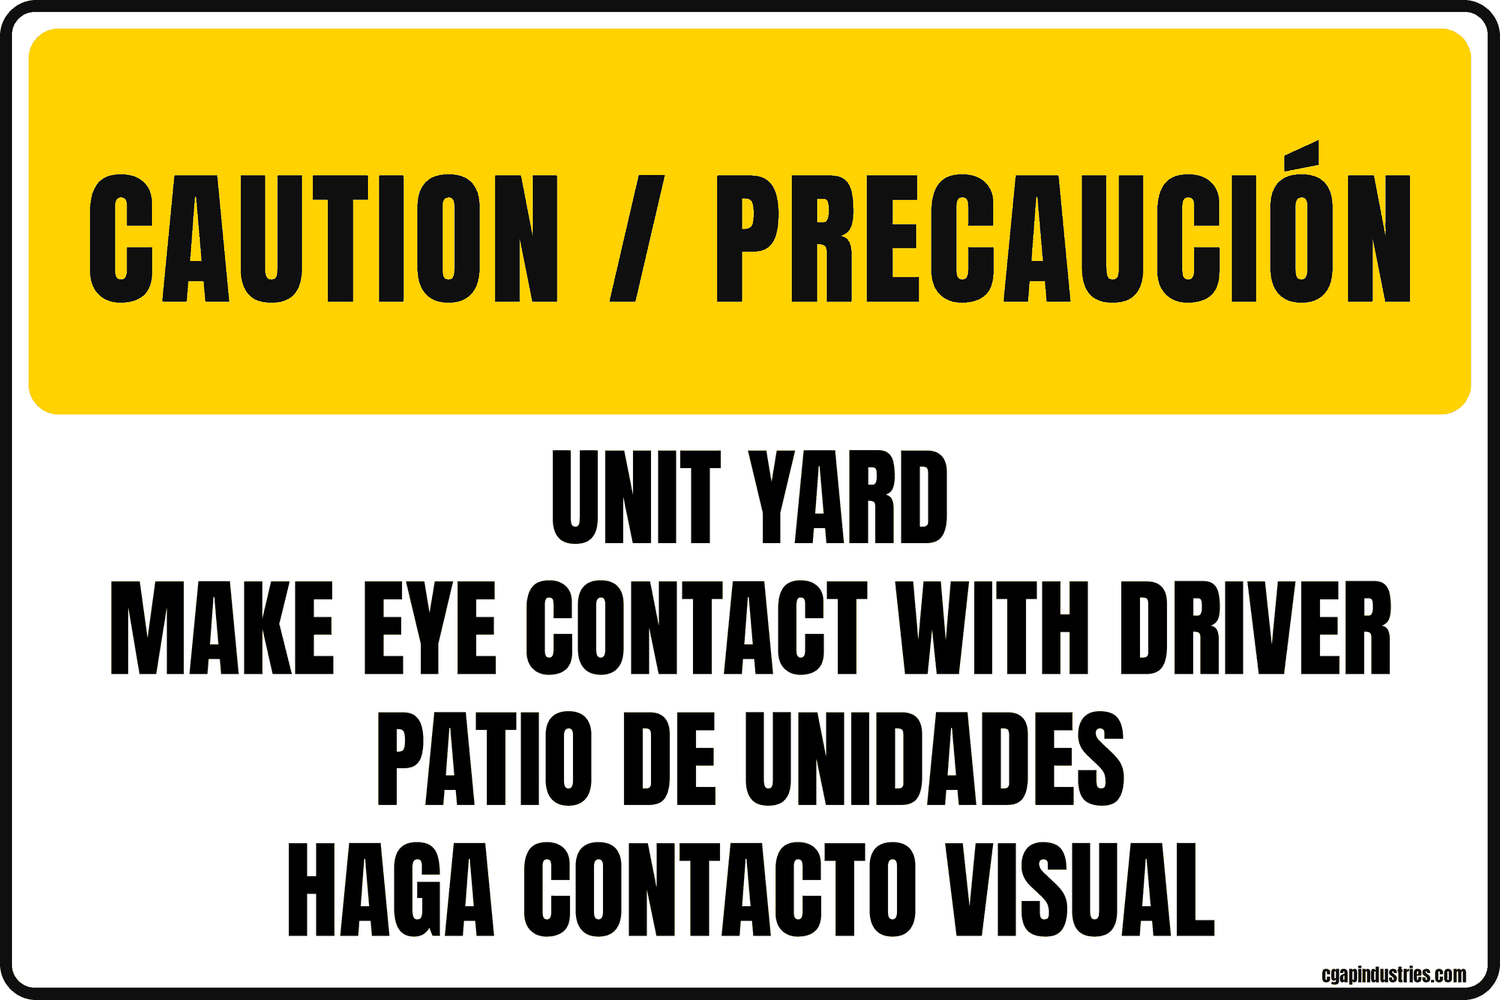 CAUTION / PRECAUCIÓN
UNIT YARD
MAKE EYE CONTACT WITH DRIVER
PATIO DE UNIDADES
HAGA CONTACTO VISUAL
cgapindustries.com